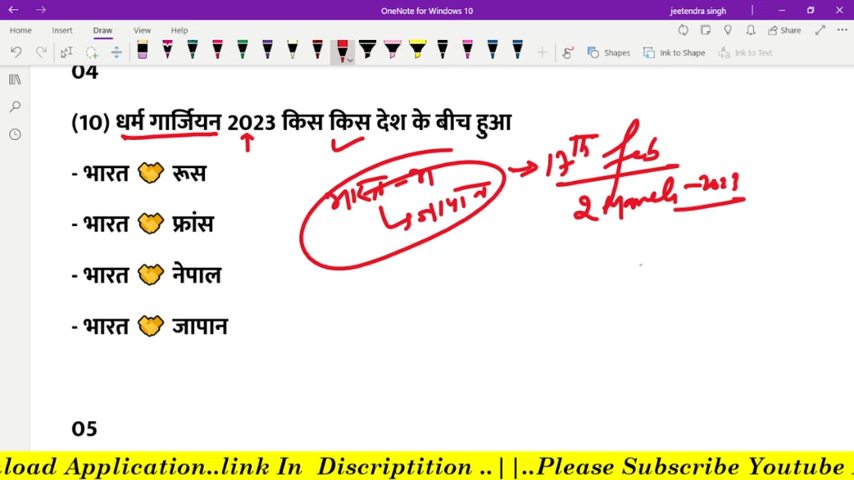 OneNote for Windows 10
jeetendra singh
Home Insert Draw View Help
Share
Shapes Ink to Shape Ink to Text
04
(10) धर्म गार्जियन 2023 किस किस देश के बीच हुआ
- भारत 🤝 रूस
- भारत 🤝 फ्रांस
- भारत 🤝 नेपाल
- भारत 🤝 जापान
भारत
जापान
17th Feb
2 March - 2023
05
nload Application..link In Discriptition ..||..Please Subscribe Youtube